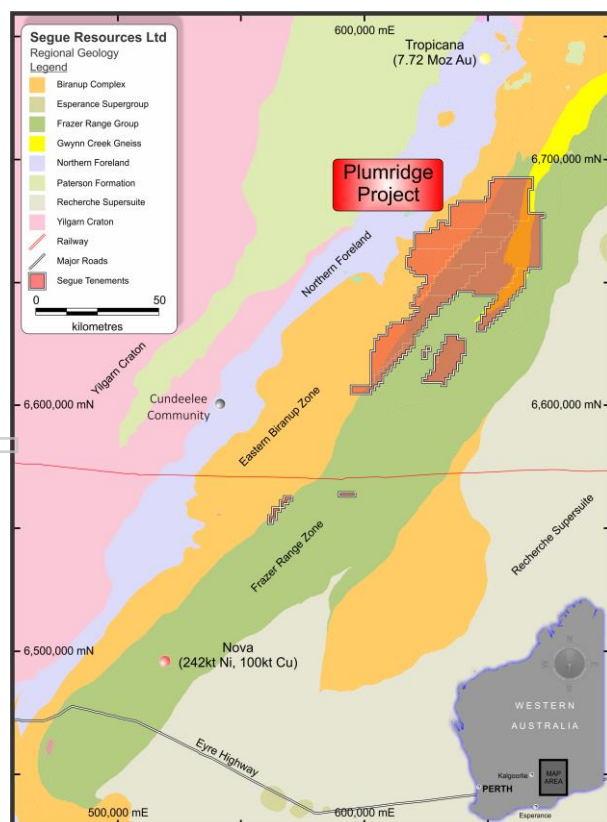 Segue Resources Ltd
Regional Geology
Legend
Biranup Complex
Esperance Supergroup
Frazer Range Group
Gwynn Creek Gneiss
Northern Foreland
Paterson Formation
Recherche Supersuite
Yilgarn Craton
Railway
Major Roads
Segue Tenements
0 50
kilometres
600,000 mE
Tropicana
(7.72 Moz Au)
6,700,000 mN
Plumridge
Project
Northern Foreland
Yilgarn Craton
Cundeelee
Community
6,600,000 mN
6,600,000 mN
Eastern Biranup Zone
Frazer Range Zone
Recherche Supersuite
Nova
(242kt Ni, 100kt Cu)
6,500,000 mN
Eyre Highway
500,000 mE
600,000 mE
WESTERN
AUSTRALIA
Kalgoorlie
MAP
AREA
PERTH
Esperance